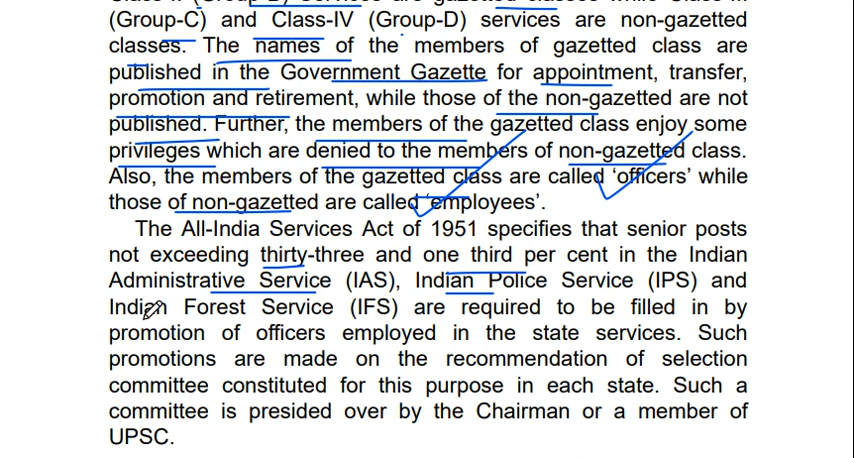 (Group-C) and Class-IV (Group-D) services are non-gazetted
classes. The names of the members of gazetted class are
published in the Government Gazette for appointment, transfer,
promotion and retirement, while those of the non-gazetted are not
published. Further, the members of the gazetted class enjoy some
privileges which are denied to the members of non-gazetted class.
Also, the members of the gazetted class are called ‘officers’ while
those of non-gazetted are called ‘employees’.
The All-India Services Act of 1951 specifies that senior posts
not exceeding thirty-three and one third per cent in the Indian
Administrative Service (IAS), Indian Police Service (IPS) and
Indian Forest Service (IFS) are required to be filled in by
promotion of officers employed in the state services. Such
promotions are made on the recommendation of selection
committee constituted for this purpose in each state. Such a
committee is presided over by the Chairman or a member of
UPSC.